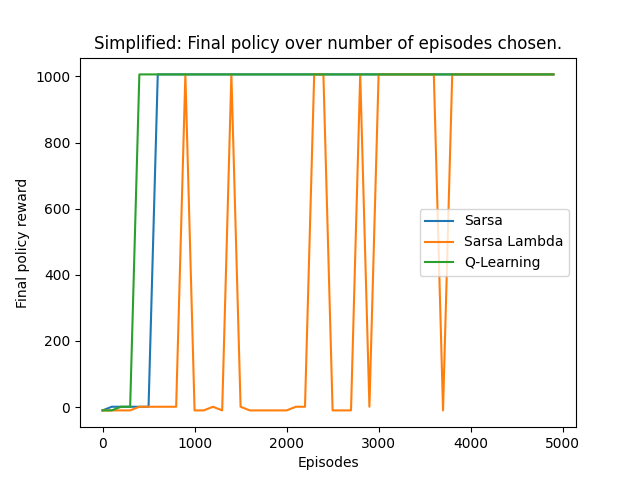 Simplified: Final policy over number of episodes chosen.
1000
800
600
400
200
0
Final policy reward
Sarsa
Sarsa Lambda
Q-Learning
0 1000 2000 3000 4000 5000
Episodes